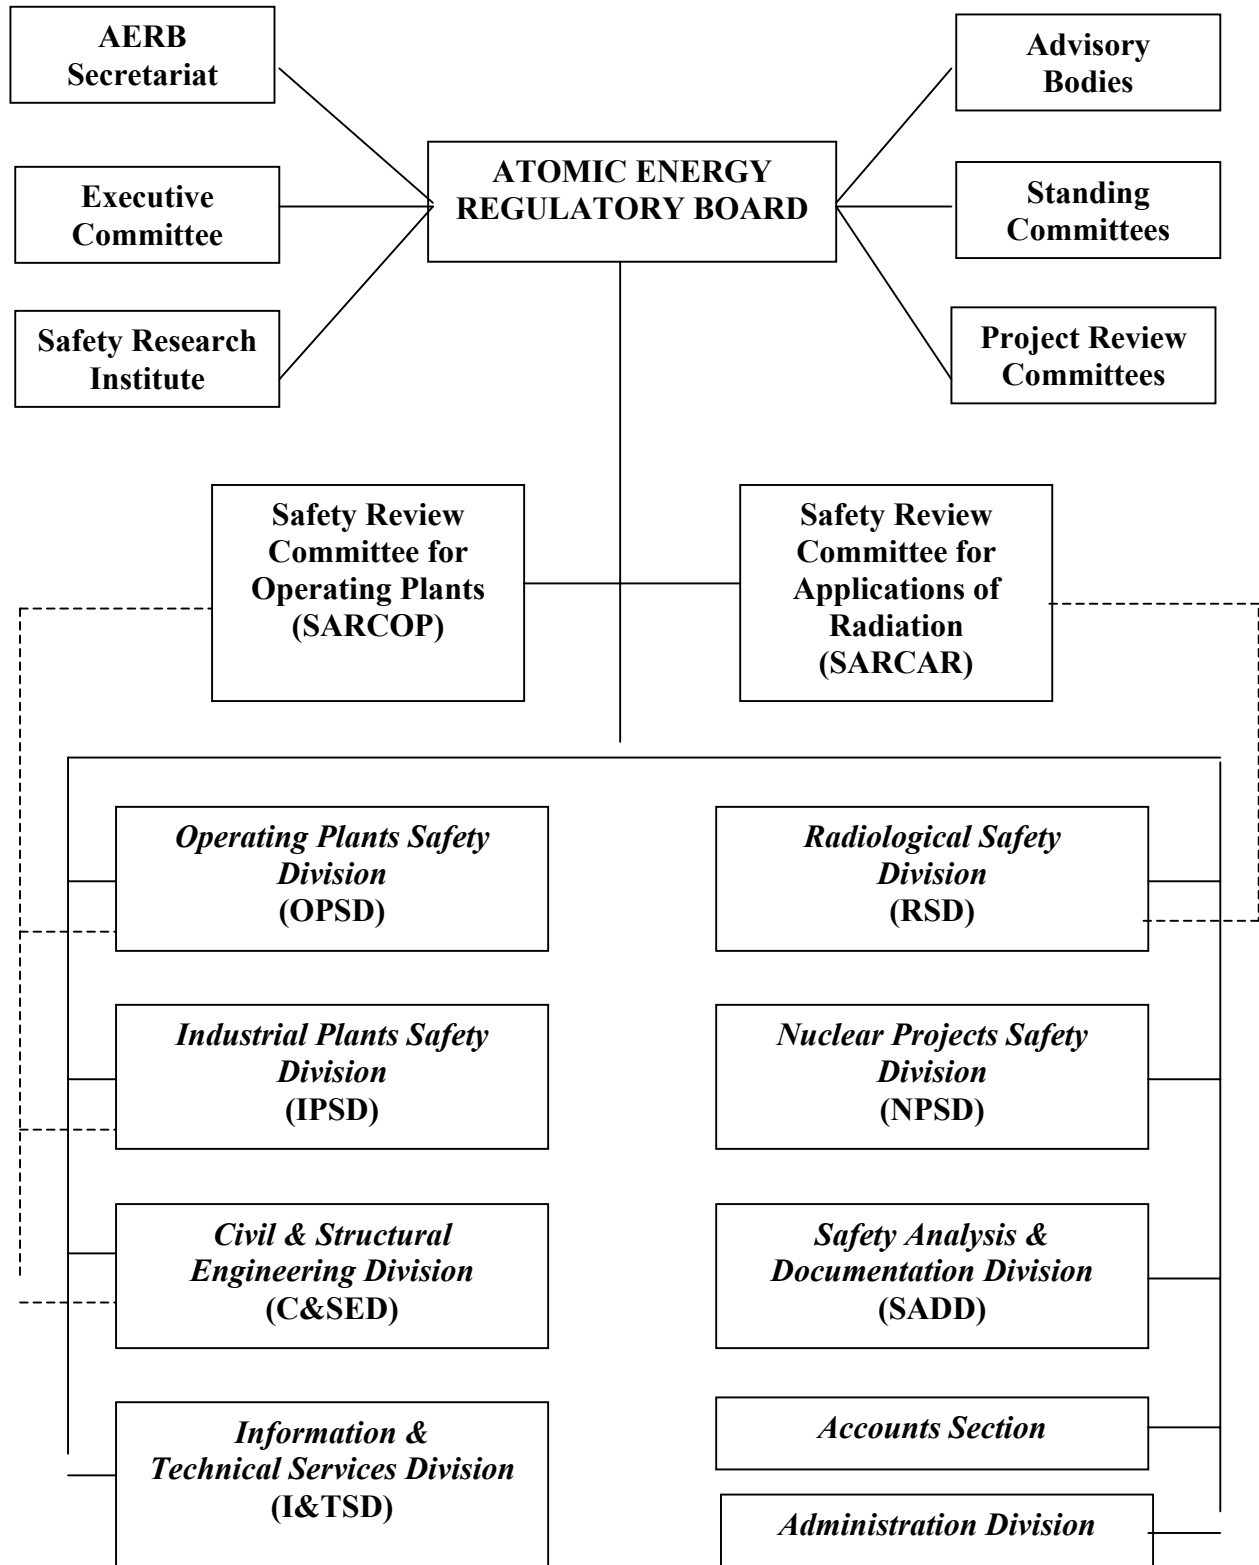 AERB
Secretariat
Advisory
Bodies
ATOMIC ENERGY
REGULATORY BOARD
Executive
Committee
Standing
Committees
Safety Research
Institute
Project Review
Committees
Safety Review
Committee for
Operating Plants
(SARCOP)
Safety Review
Committee for
Applications of
Radiation
(SARCAR)
Operating Plants Safety
Division
(OPSD)
Radiological Safety
Division
(RSD)
Industrial Plants Safety
Division
(IPSD)
Nuclear Projects Safety
Division
(NPSD)
Civil & Structural
Engineering Division
(C&SED)
Safety Analysis &
Documentation Division
(SADD)
Information &
Technical Services Division
(I&TSD)
Accounts Section
Administration Division